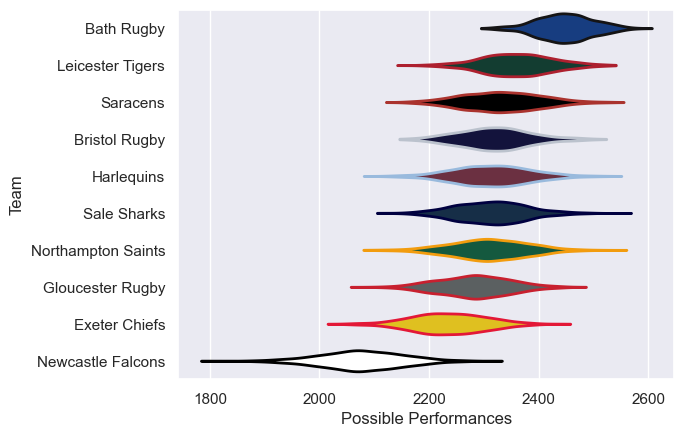 Bath Rugby
Leicester Tigers
Saracens
Bristol Rugby
Harlequins
Sale Sharks
Northampton Saints
Gloucester Rugby
Exeter Chiefs
Newcastle Falcons
Team
1800 2000 2200 2400 2600
Possible Performances